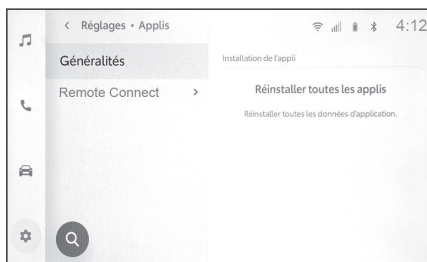 < Réglages • Applis
4:12
Généralités
Remote Connect >
Installation de l'appli
Réinstaller toutes les applis
Réinstaller toutes les données d'application.